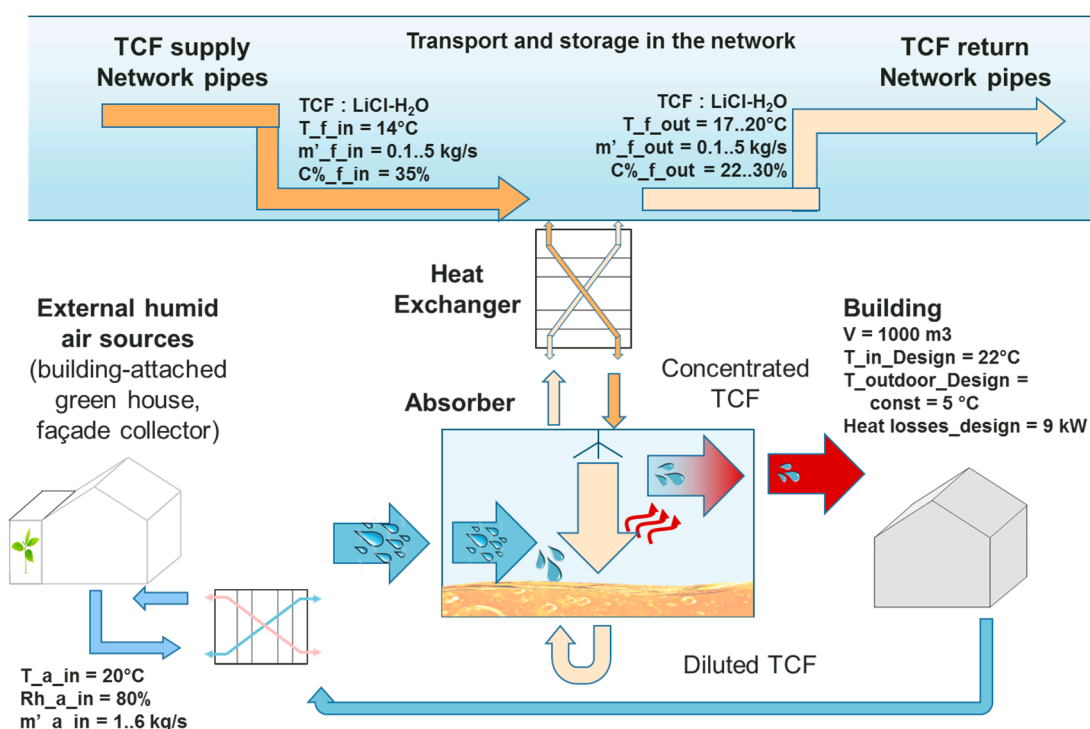 TCF supply
Network pipes
Transport and storage in the network
TCF return
Network pipes
TCF : LiCl-H₂O
T_f_in = 14°C
m’_f_in = 0.1..5 kg/s
C%_f_in = 35%
TCF : LiCl-H₂O
T_f_out = 17..20°C
m’_f_out = 0.1..5 kg/s
C%_f_out = 22..30%
Heat
Exchanger
External humid
air sources
(building-attached
green house,
façade collector)
Absorber
Concentrated
TCF
Building
V = 1000 m3
T_in_Design = 22°C
T_outdoor_Design =
const = 5 °C
Heat losses_design = 9 kW
Diluted TCF
T_a_in = 20°C
Rh_a_in = 80%
m’_a_in = 1..6 kg/s